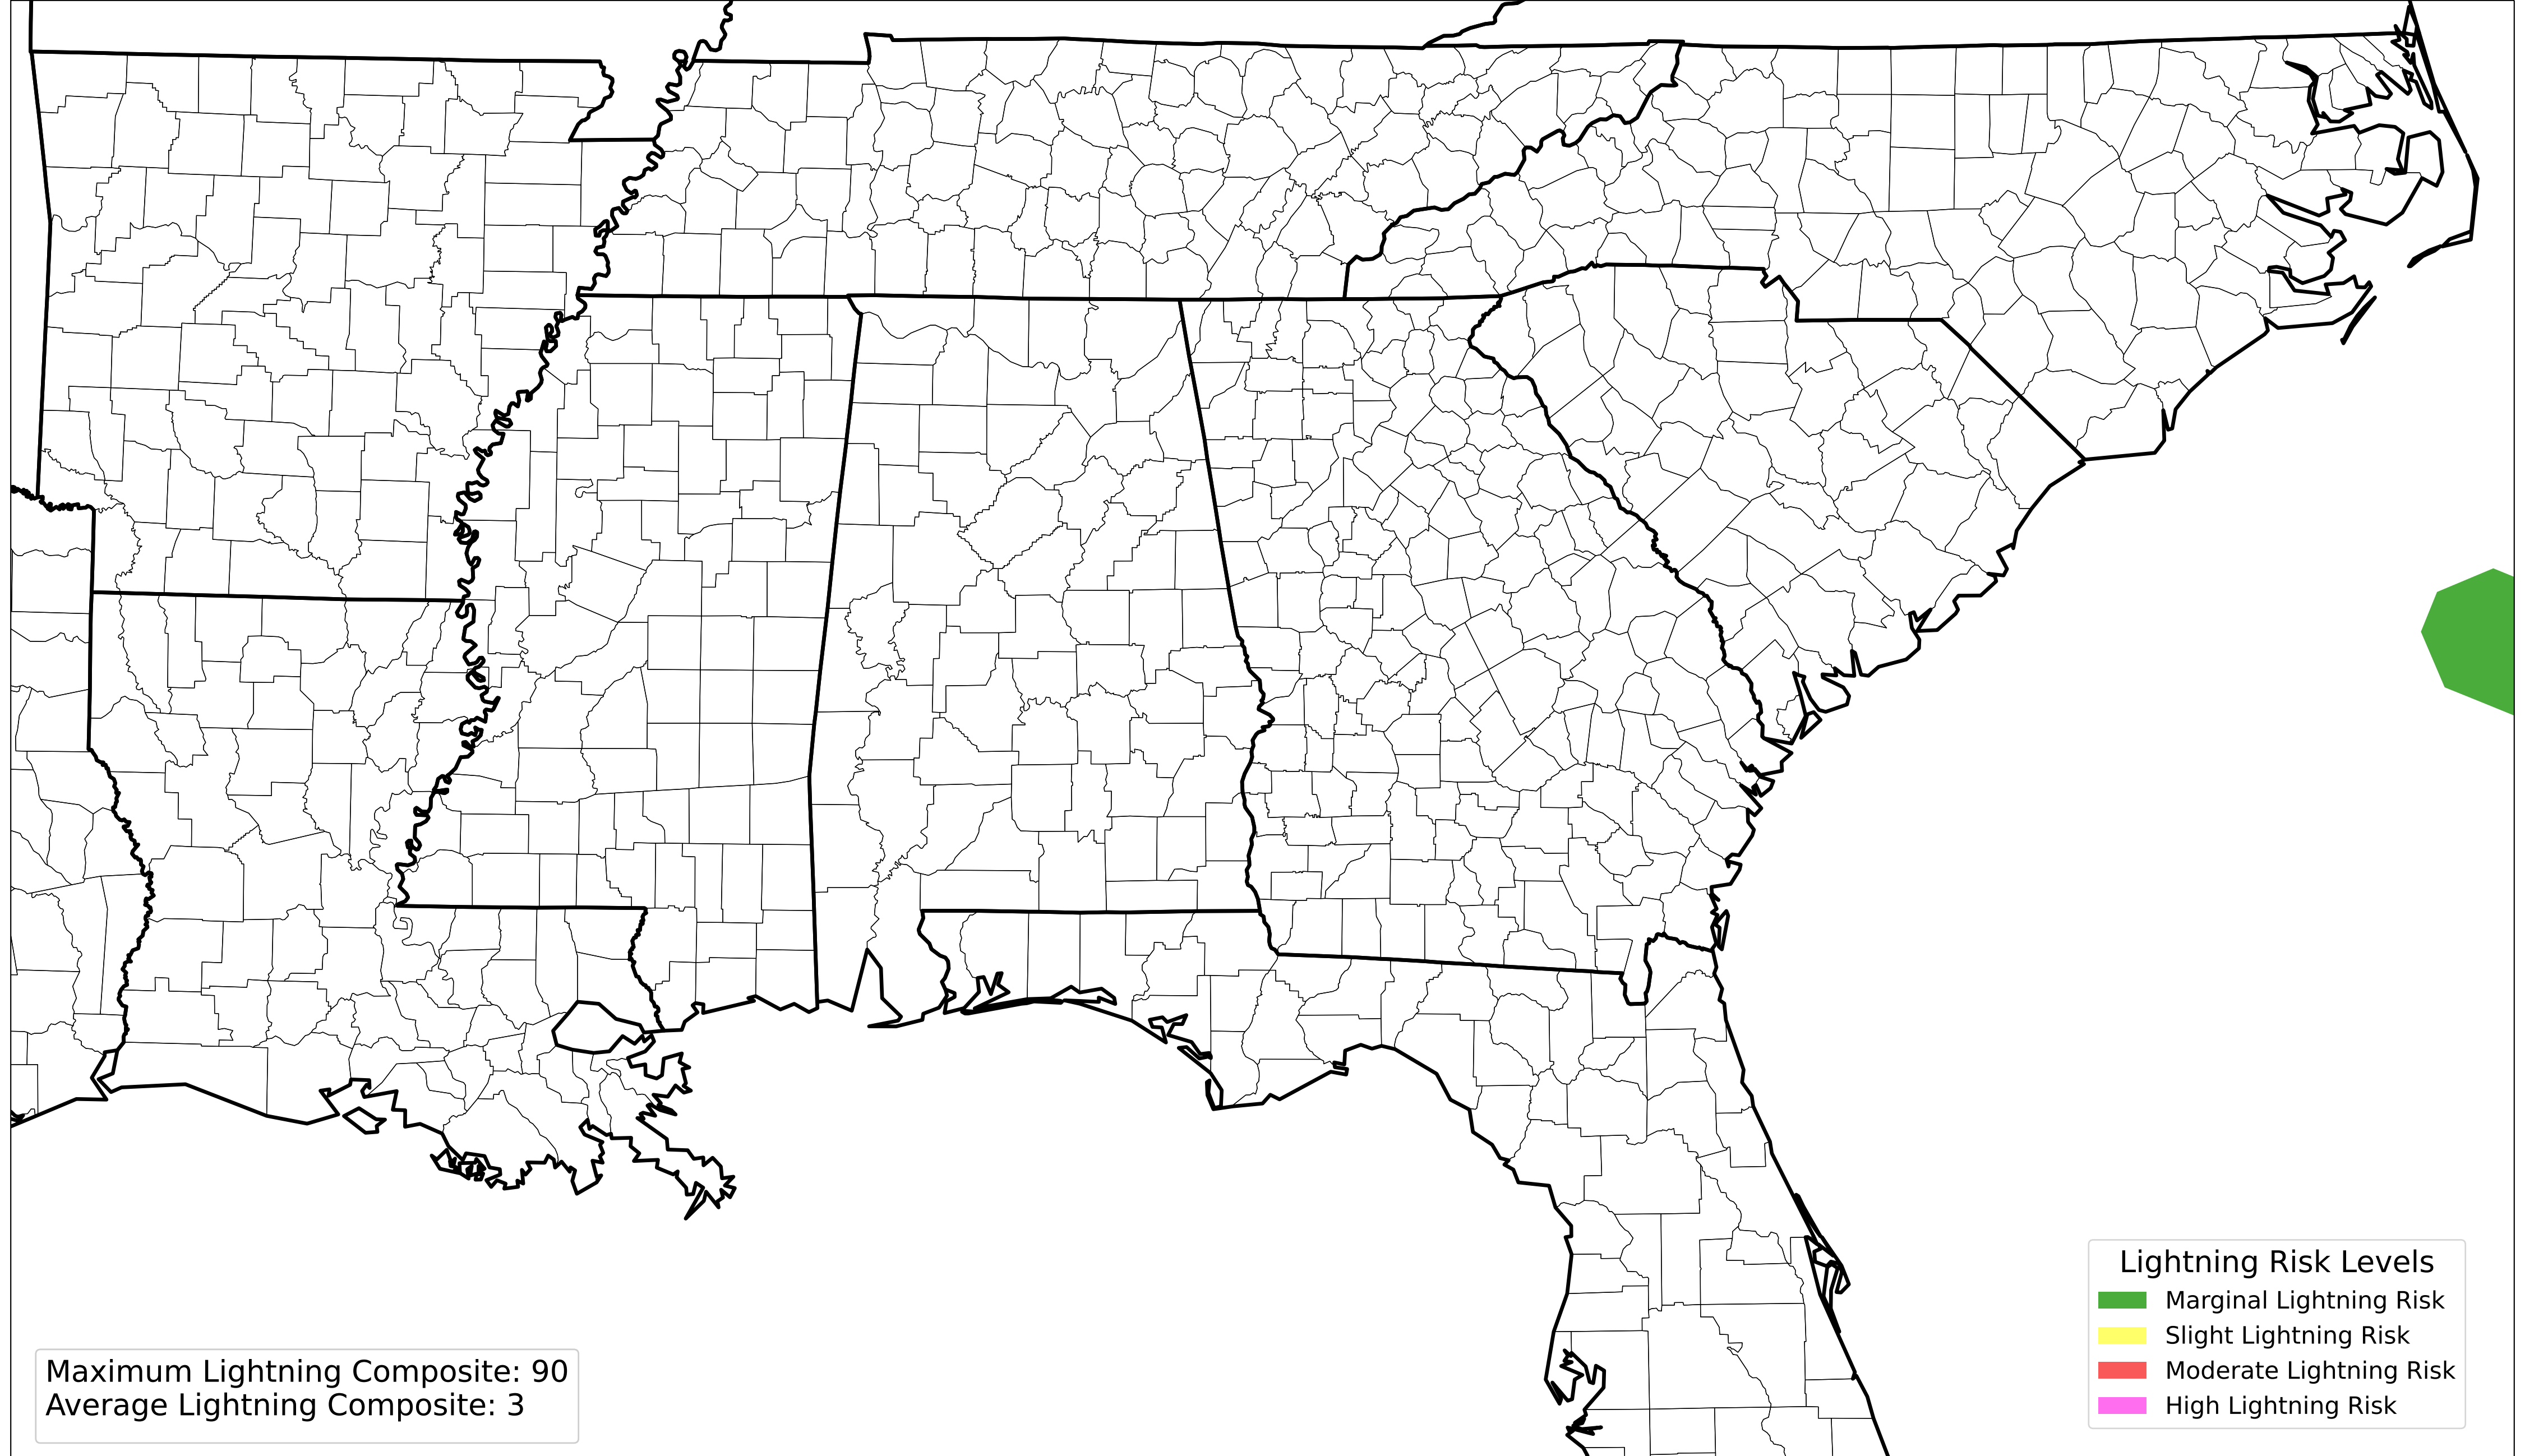 Maximum Lightning Composite: 90
Average Lightning Composite: 3
Lightning Risk Levels
Marginal Lightning Risk
Slight Lightning Risk
Moderate Lightning Risk
High Lightning Risk